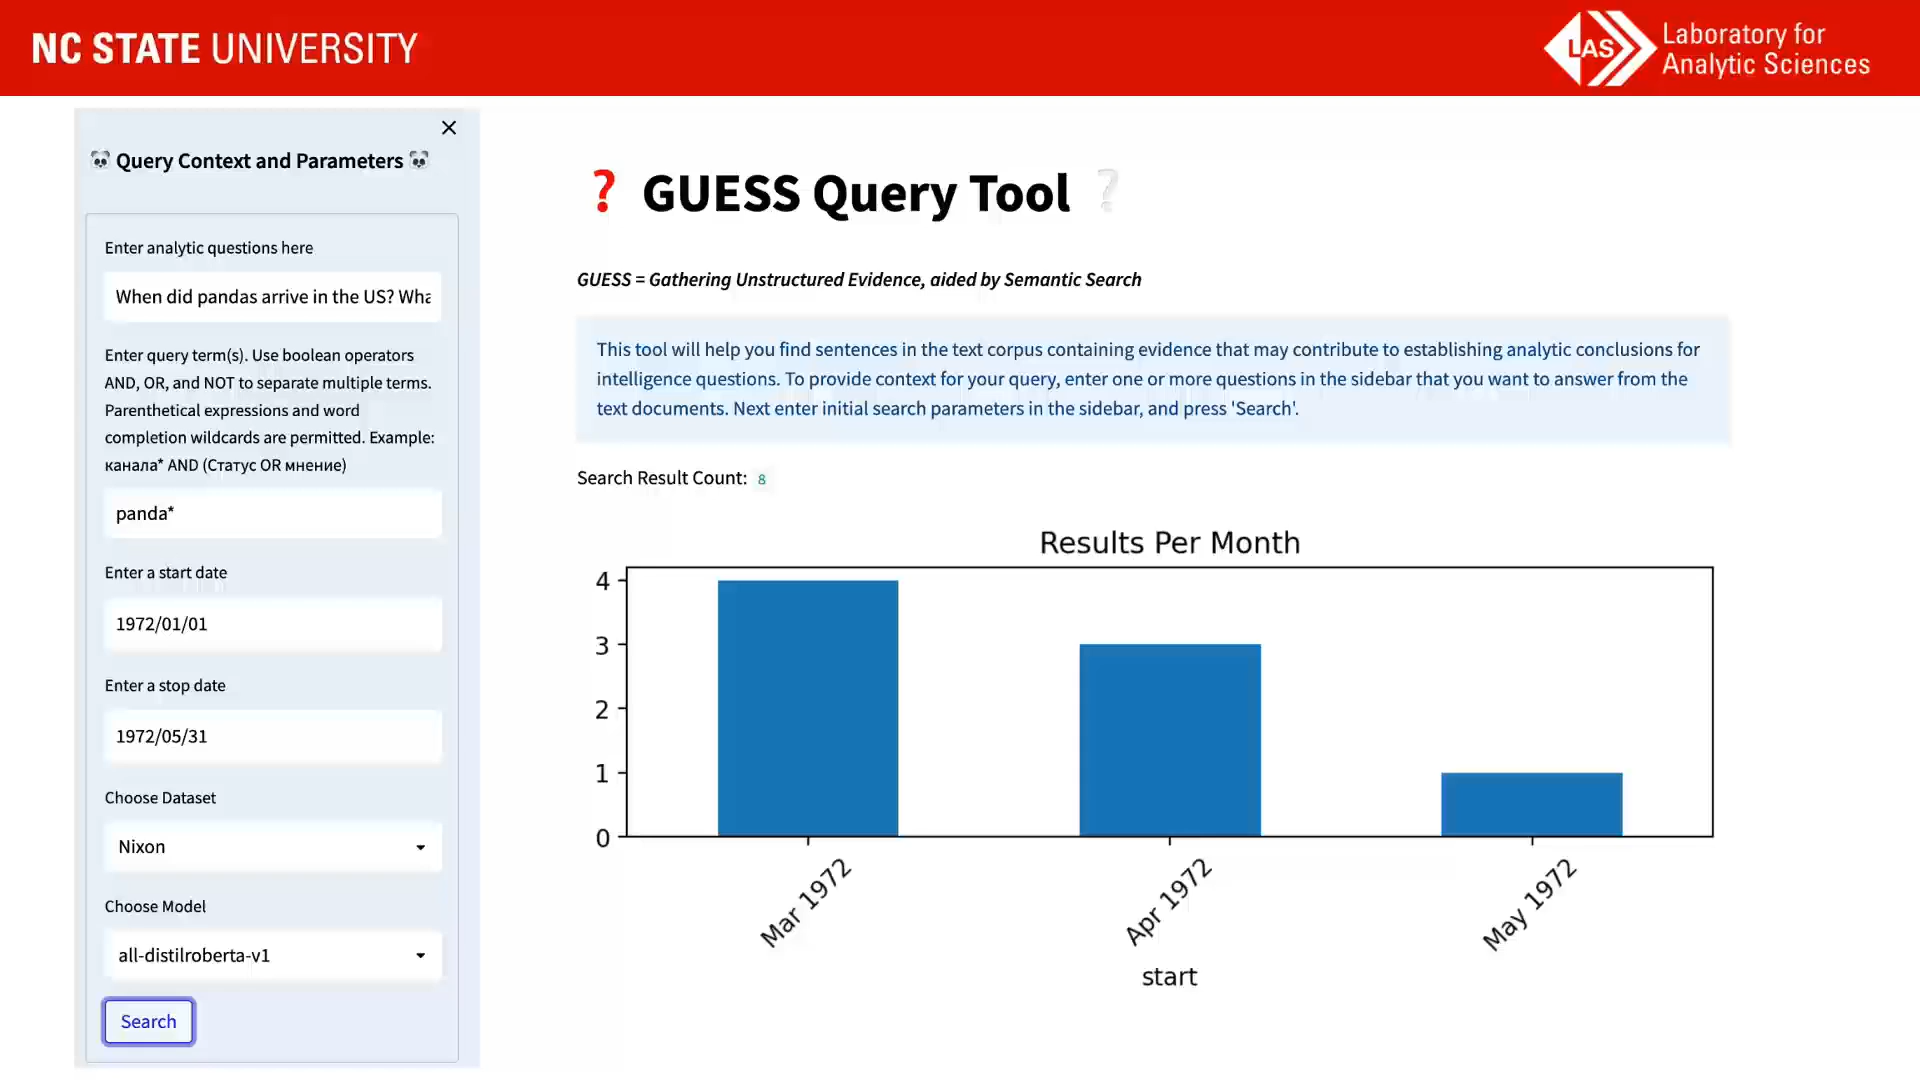 NC STATE UNIVERSITY
LAS
Laboratory for
Analytic Sciences
Query Context and Parameters
Enter analytic questions here
When did pandas arrive in the US? Wha
Enter query term(s). Use boolean operators
AND, OR, and NOT to separate multiple terms.
Parenthetical expressions and word
completion wildcards are permitted. Example:
канала* AND (Статус OR мнение)
panda*
Enter a start date
1972/01/01
Enter a stop date
1972/05/31
Choose Dataset
Nixon
Choose Model
all-distilroberta-v1
Search
❓ GUESS Query Tool ❔
GUESS = Gathering Unstructured Evidence, aided by Semantic Search
This tool will help you find sentences in the text corpus containing evidence that may contribute to establishing analytic conclusions for
intelligence questions. To provide context for your query, enter one or more questions in the sidebar that you want to answer from the
text documents. Next enter initial search parameters in the sidebar, and press 'Search'.
Search Result Count: 8
Results Per Month
4
3
2
1
0
Mar 1972
Apr 1972
May 1972
start